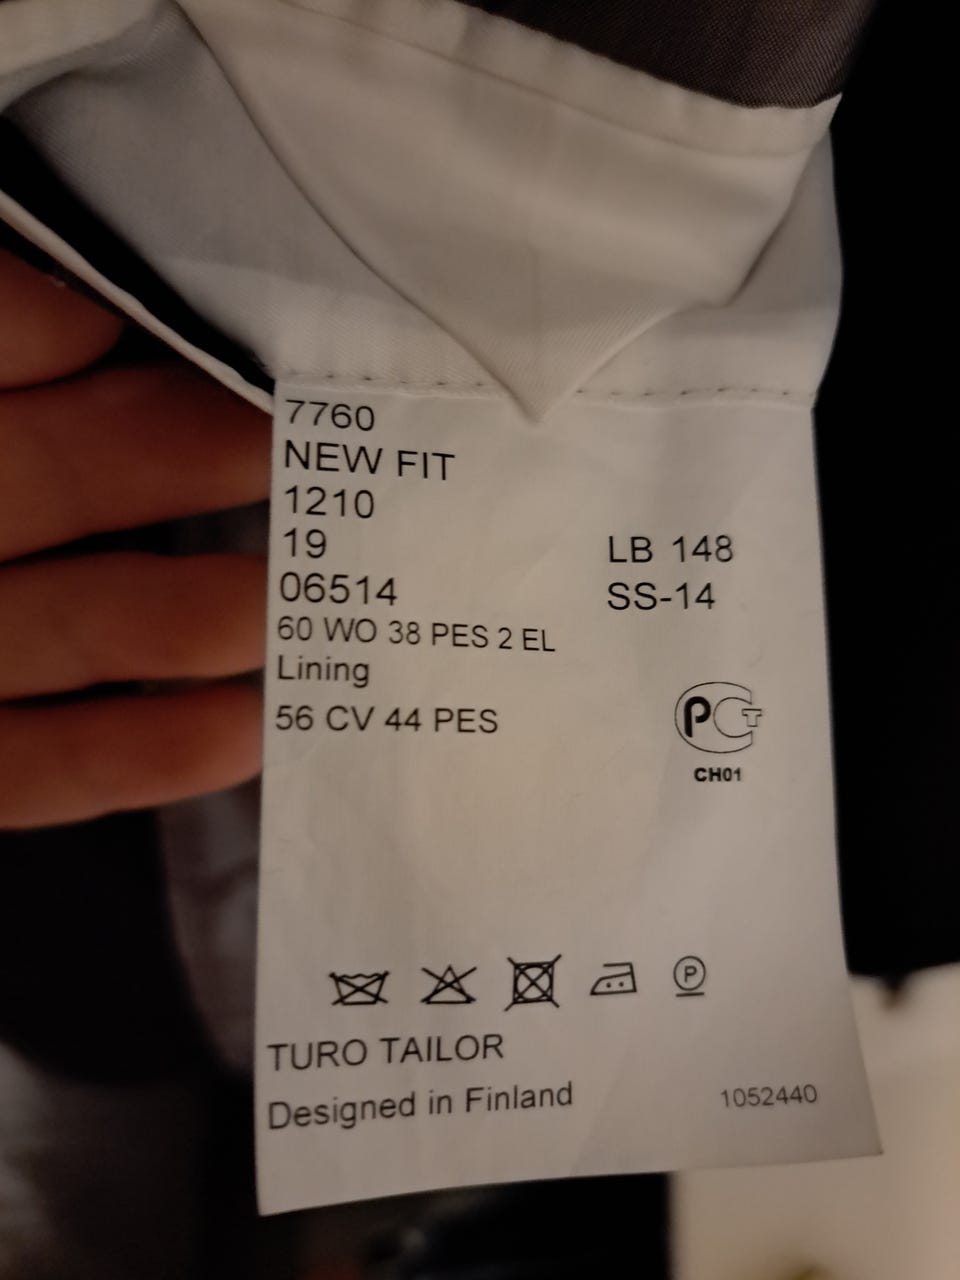 7760
NEW FIT
1210
19 LB 148
06514 SS-14
60 WO 38 PES 2 EL
Lining
56 CV 44 PES
РСТ
CH01
P
TURO TAILOR
Designed in Finland 1052440